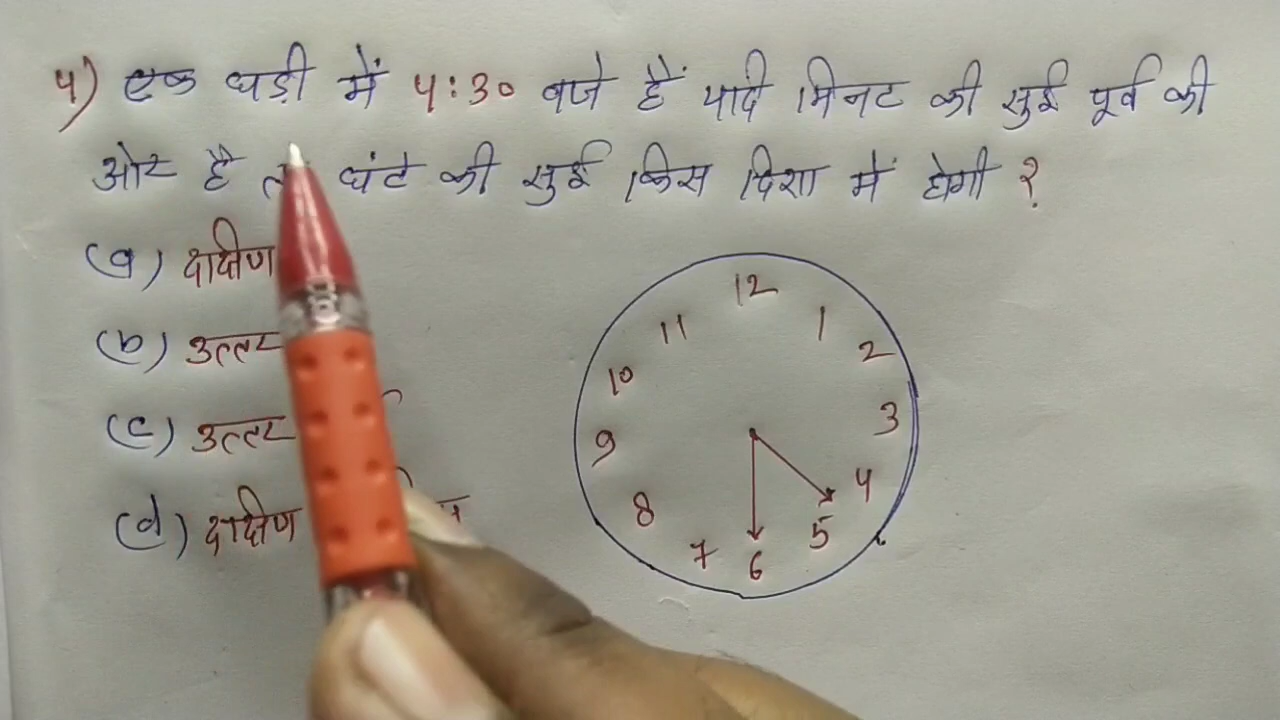 4) एक घड़ी में 4:30 बजे हैं यदि मिनट की सुई पूर्व की
ओर है घंटे की सुई किस दिशा में होगी ?
(a) दक्षिण
(b) उत्तर
(c) उत्तर
(d) दक्षिण
12
11 1
10 2
9 3
8 4
7 5
6